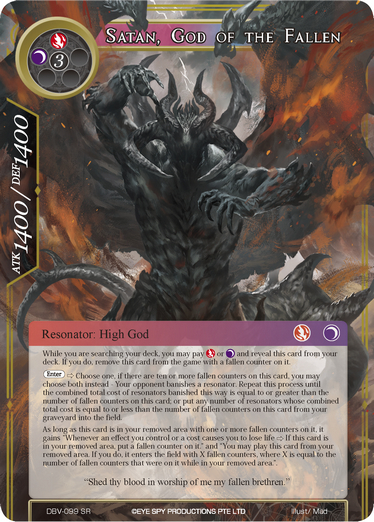 Satan, God of the Fallen
3
ATK 1400/ DEF 1400
Resonator: High God
While you are searching your deck, you may pay or and reveal this card from your
deck. If you do, remove this card from the game with a fallen counter on it.
Enter ⇨ Choose one, if there are ten or more fallen counters on this card, you may
choose both instead - Your opponent banishes a resonator. Repeat this process until
the combined total cost of resonators banished this way is equal to or greater than the
number of fallen counters on this card; or put any number of resonators whose combined
total cost is equal to or less than the number of fallen counters on this card from your
graveyard into the field.
As long as this card is in your removed area with one or more fallen counters on it, it
gains "Whenever an effect you control or a cost causes you to lose life ⇨ If this card is
in your removed area, put a fallen counter on it." and "You may play this card from your
removed area. If you do, it enters the field with X fallen counters, where X is equal to the
number of fallen counters that were on it while in your removed area".
"Shed thy blood in worship of me my fallen brethren."
DBV-099 SR
©EYE SPY PRODUCTIONS PTE LTD
Illust/ Mad